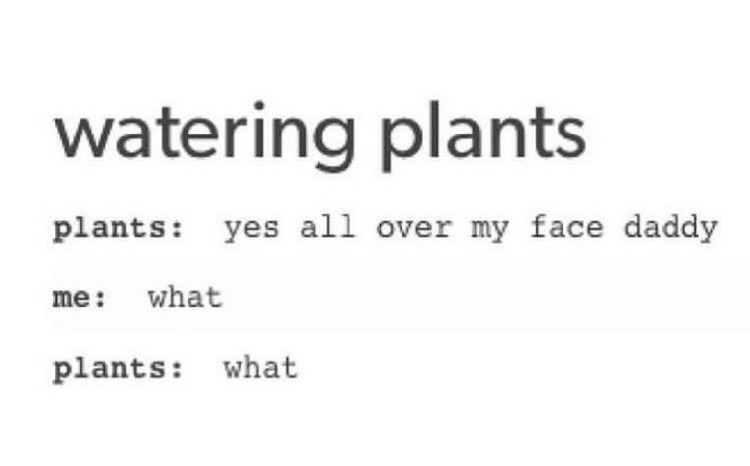 watering plants
plants: yes all over my face daddy
me: what
plants: what